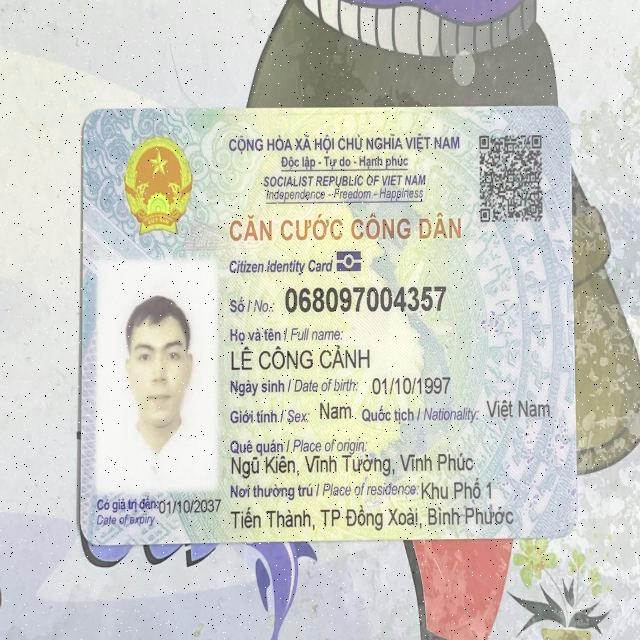 CỘNG HÒA XÃ HỘI CHỦ NGHĨA VIỆT NAM
Độc lập - Tự do - Hạnh phúc
SOCIALIST REPUBLIC OF VIET NAM
Independence - Freedom - Happiness
CĂN CƯỚC CÔNG DÂN
Citizen Identity Card
Số / No.: 068097004357
Họ và tên / Full name:
LÊ CÔNG CẢNH
Ngày sinh / Date of birth: 01/10/1997
Giới tính / Sex: Nam Quốc tịch / Nationality: Việt Nam
Quê quán / Place of origin:
Ngũ Kiên, Vĩnh Tường, Vĩnh Phúc
Nơi thường trú / Place of residence: Khu Phố 1
Tiến Thành, TP Đồng Xoài, Bình Phước
Có giá trị đến: 01/10/2037
Date of expiry